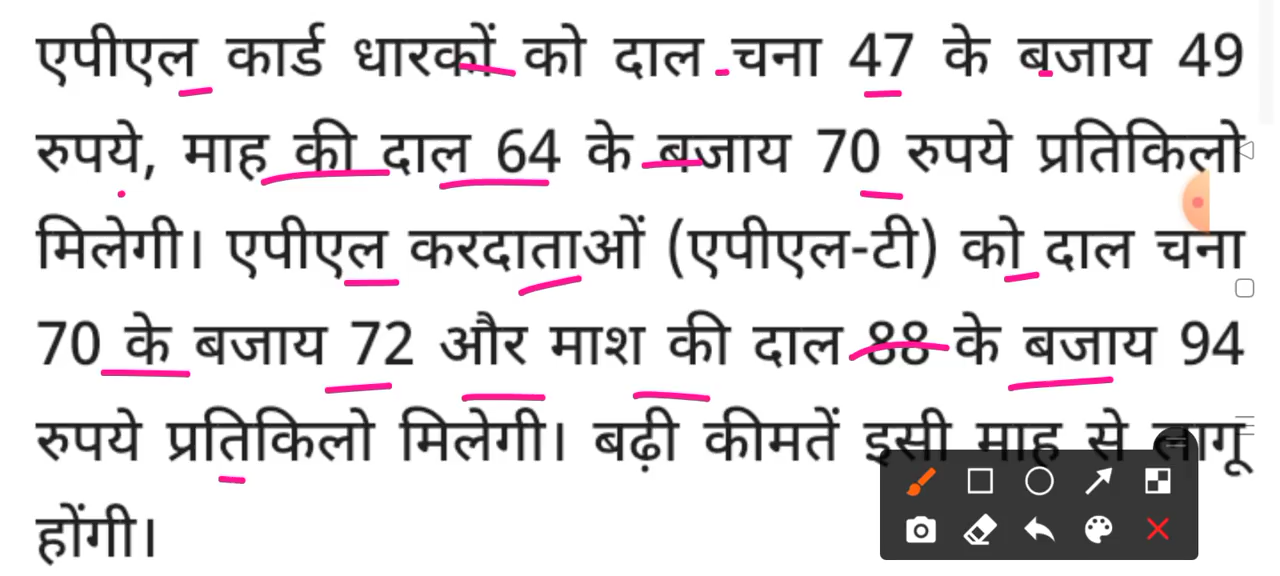 एपीएल कार्ड धारकों को दाल चना 47 के बजाय 49
रुपये, माह की दाल 64 के बजाय 70 रुपये प्रतिकिलो
मिलेगी। एपीएल करदाताओं (एपीएल-टी) को दाल चना
70 के बजाय 72 और माश की दाल 88 के बजाय 94
रुपये प्रतिकिलो मिलेगी। बढ़ी कीमतें इसी माह से लागू
होंगी।